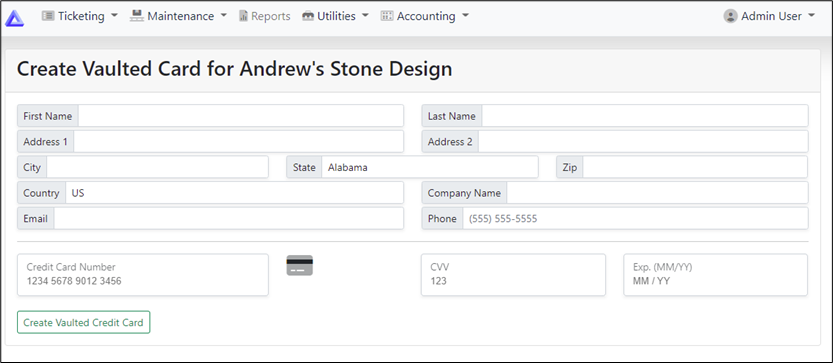 Ticketing Maintenance Reports Utilities Accounting Admin User
Create Vaulted Card for Andrew's Stone Design
First Name Last Name
Address 1 Address 2
City State Alabama Zip
Country US Company Name
Email Phone (555) 555-5555
Credit Card Number CVV Exp. (MM/YY)
1234 5678 9012 3456 123 MM / YY
Create Vaulted Credit Card